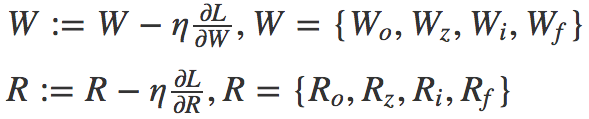 W := W − η ∂L/∂W, W = {W_o, W_z, W_i, W_f}
R := R − η ∂L/∂R, R = {R_o, R_z, R_i, R_f}